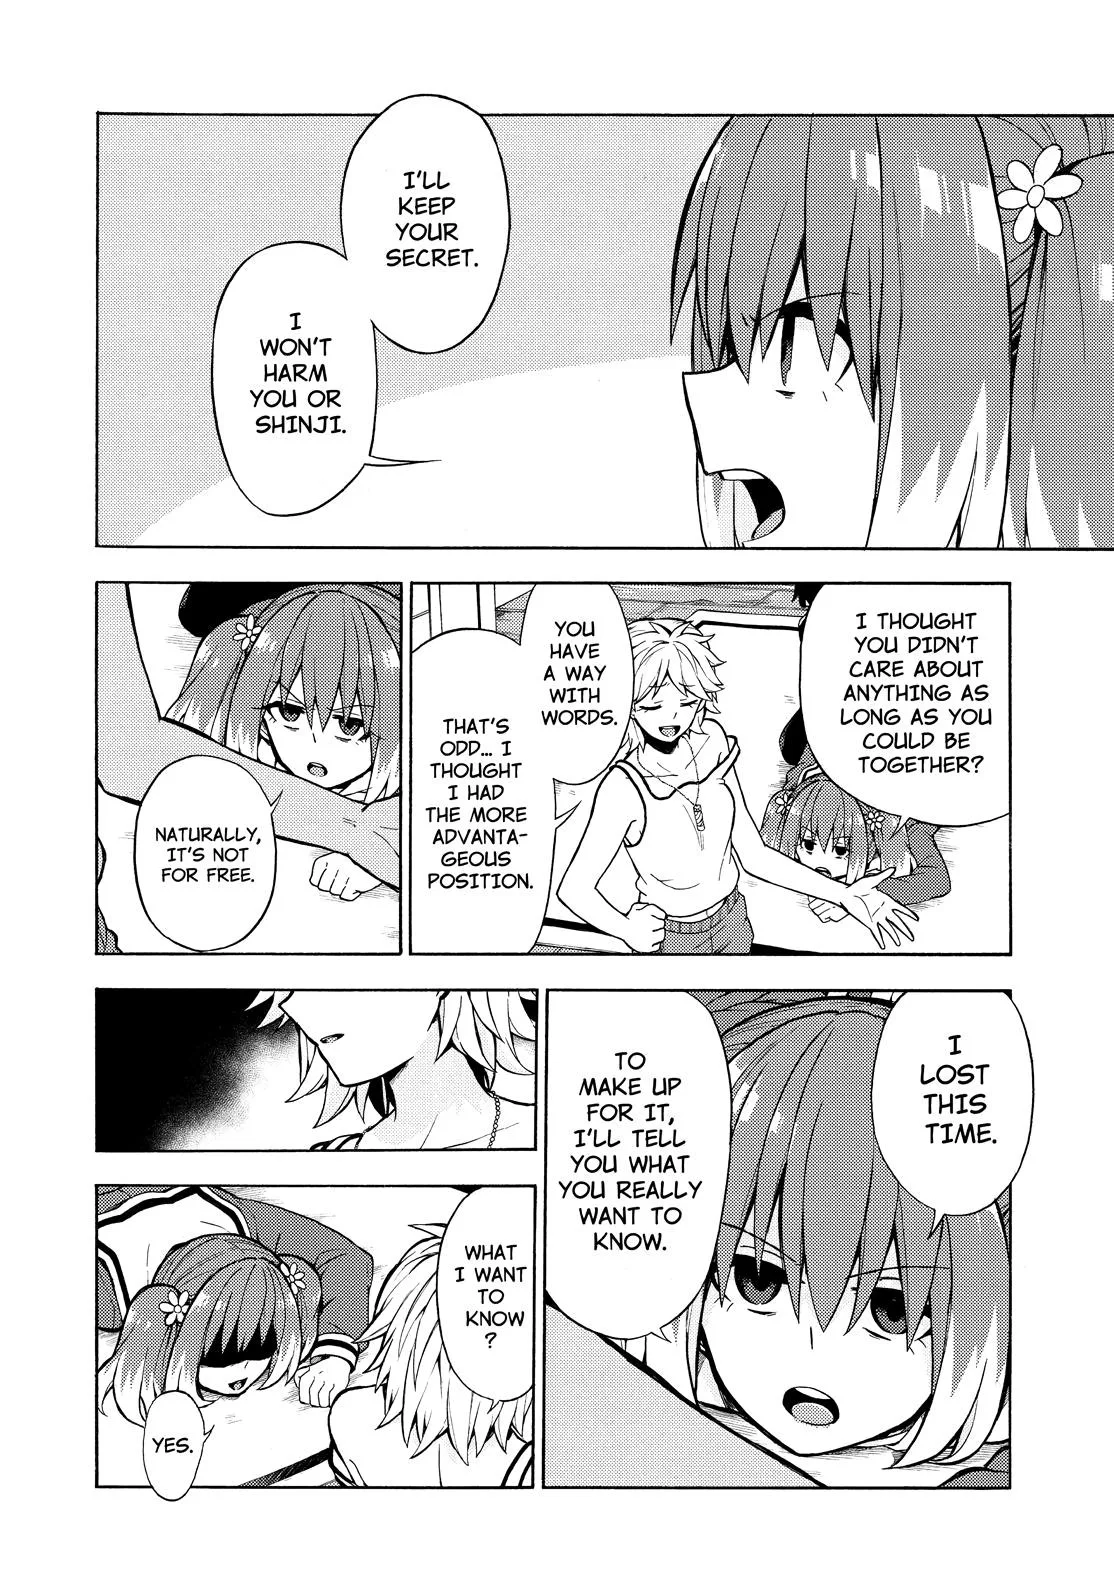 I'LL
KEEP
YOUR
SECRET.
I
WON'T
HARM
YOU OR
SHINJI.
I THOUGHT
YOU DIDN'T
CARE ABOUT
ANYTHING AS
LONG AS YOU
COULD BE
TOGETHER?
YOU
HAVE
A WAY
WITH
WORDS.
THAT'S
ODD... I
THOUGHT
I HAD
THE MORE
ADVANTA-
GEOUS
POSITION.
NATURALLY,
IT'S NOT
FOR FREE.
I
LOST
THIS
TIME.
TO
MAKE UP
FOR IT,
I'LL TELL
YOU WHAT
YOU REALLY
WANT TO
KNOW.
WHAT
I WANT
TO
KNOW
?
YES.